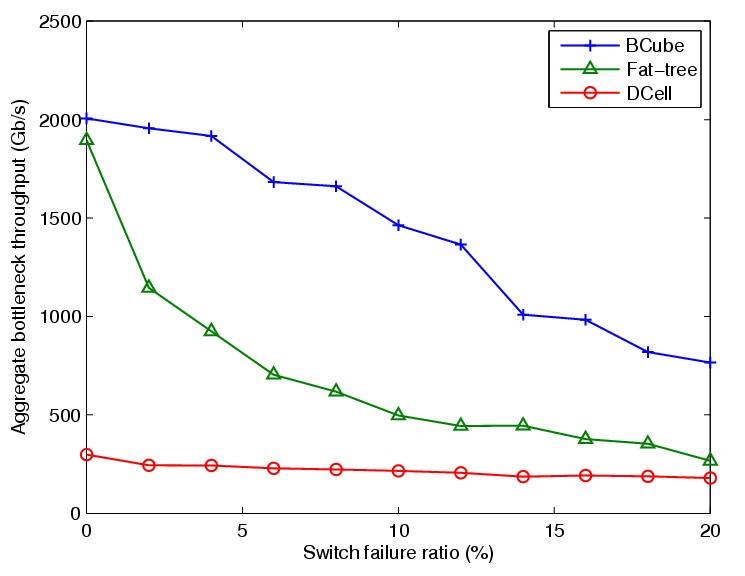 2500
2000
1500
1000
500
0
0
5
10
15
20
Aggregate bottleneck throughput (Gb/s)
Switch failure ratio (%)
BCube
Fat−tree
DCell